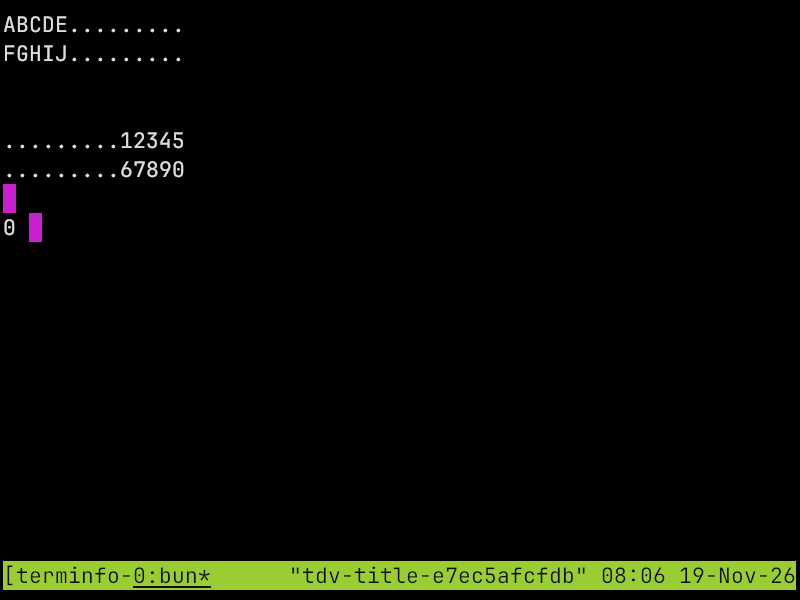 ABCDE.........
FGHIJ.........
.........12345
.........67890
0
[terminfo-0:bun* "tdv-title-e7ec5afcfdb" 08:06 19-Nov-26